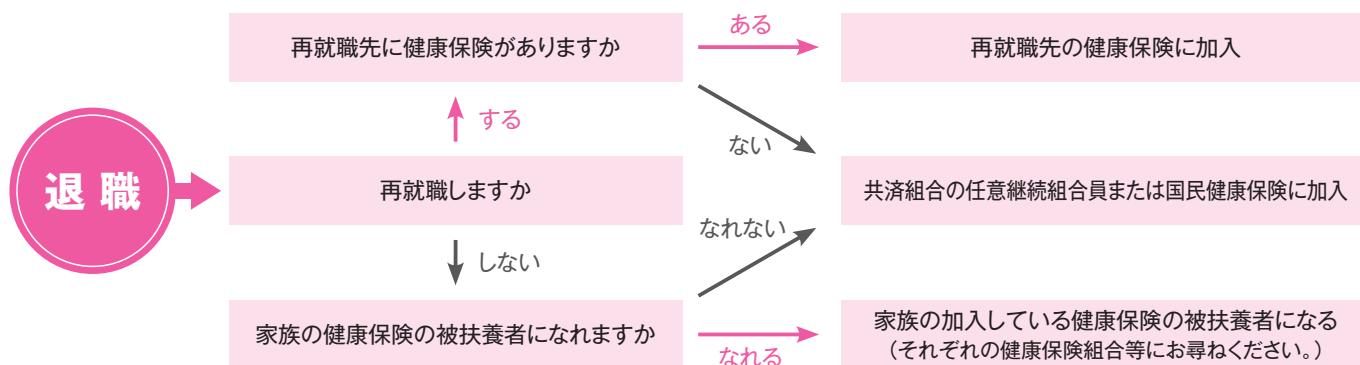 再就職先に健康保険がありますか
ある
再就職先の健康保険に加入
する
ない
退職
再就職しますか
共済組合の任意継続組合員または国民健康保険に加入
なれない
しない
家族の健康保険の被扶養者になれますか
なれる
家族の加入している健康保険の被扶養者になる
（それぞれの健康保険組合等にお尋ねください。）